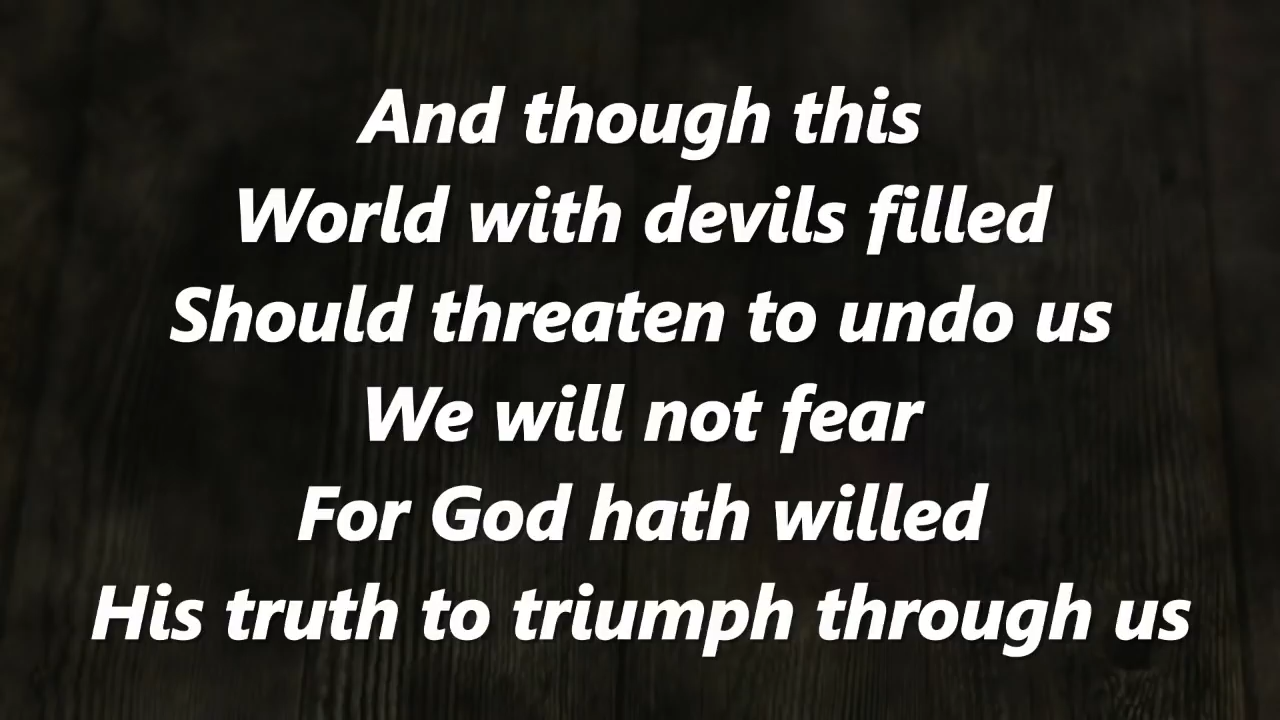 And though this
World with devils filled
Should threaten to undo us
We will not fear
For God hath willed
His truth to triumph through us